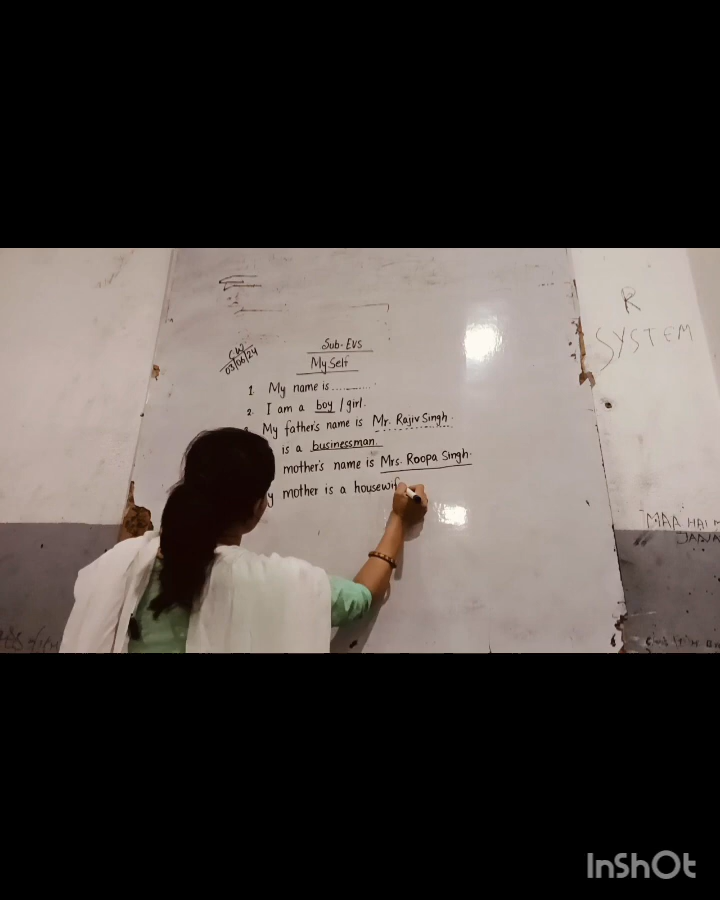 Sub-Evs
C.W
03/06/24
My Self
1. My name is ............
2. I am a boy / girl.
My father's name is Mr. Rajiv Singh.
is a businessman.
mother's name is Mrs. Roopa Singh.
y mother is a housewif
R
SYSTEM
MAA HAI
InShOt